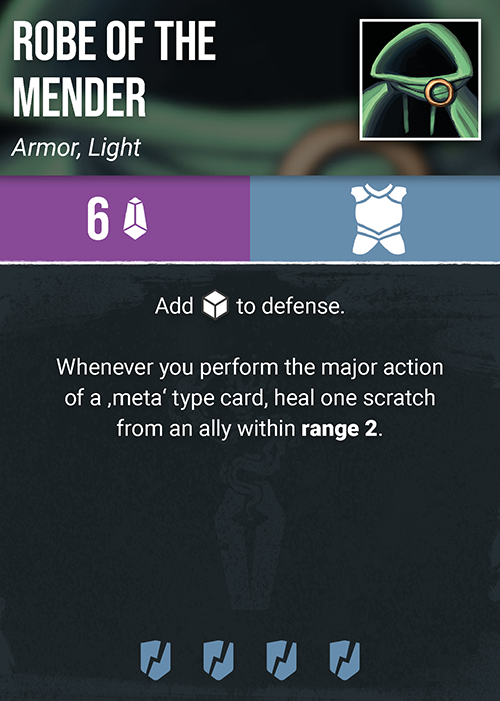 ROBE OF THE
MENDER
Armor, Light
6
Add to defense.
Whenever you perform the major action
of a ‚meta‘ type card, heal one scratch
from an ally within range 2.